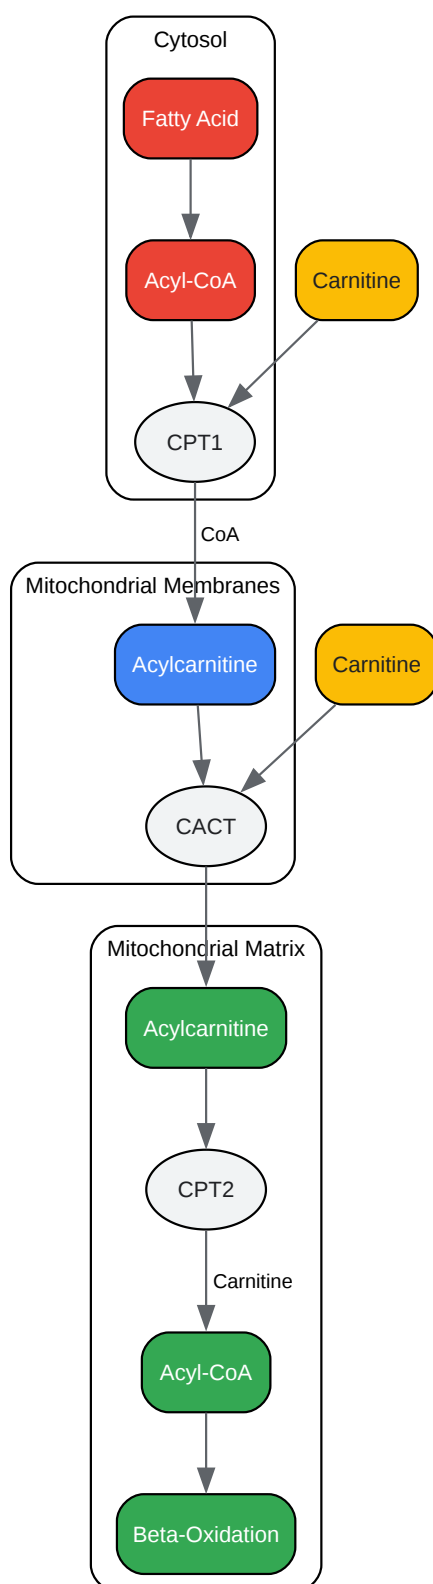 Cytosol
Fatty Acid
Acyl-CoA
Carnitine
CPT1
CoA
Mitochondrial Membranes
Acylcarnitine
Carnitine
CACT
Mitochondrial Matrix
Acylcarnitine
CPT2
Carnitine
Acyl-CoA
Beta-Oxidation